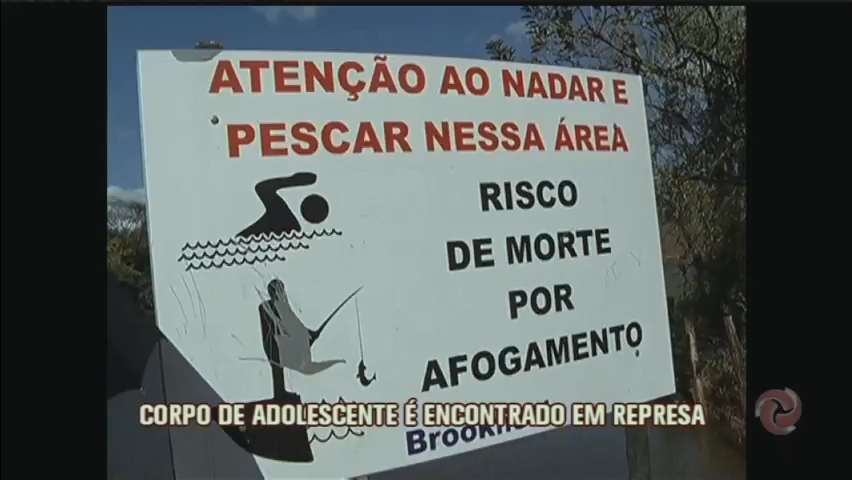 ATENÇÃO AO NADAR E
PESCAR NESSA ÁREA
RISCO
DE MORTE
POR
AFOGAMENTO
CORPO DE ADOLESCENTE É ENCONTRADO EM REPRESA